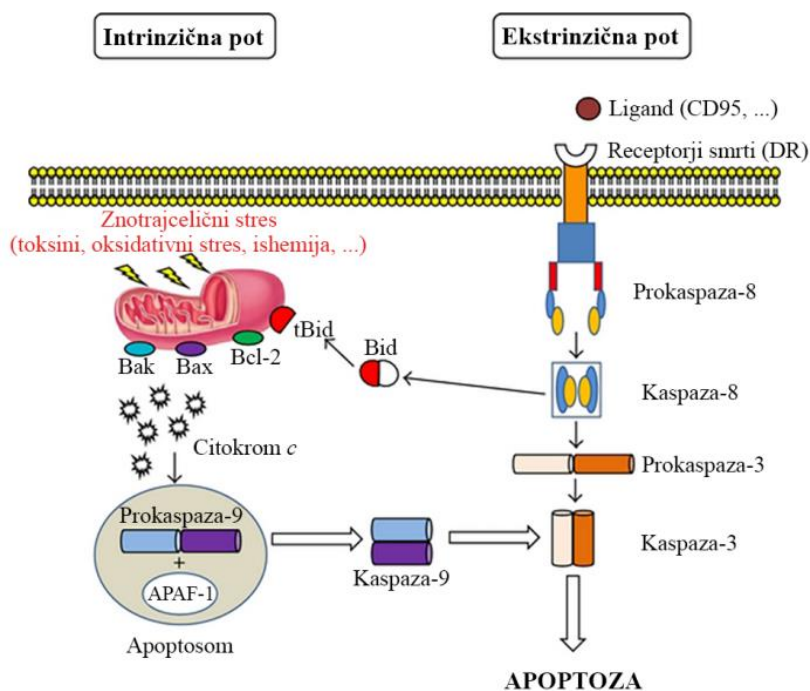 Intrinzična pot
Ekstrinzična pot
Ligand (CD95, ...)
Receptorji smrti (DR)
Znotrajcelični stres
(toksini, oksidativni stres, ishemija, ...)
Prokaspaza-8
tBid
Bid
Bcl-2
Bak
Bax
Kaspaza-8
Citokrom c
Prokaspaza-3
Prokaspaza-9
+
APAF-1
Apoptosom
Kaspaza-9
Kaspaza-3
APOPTOZA